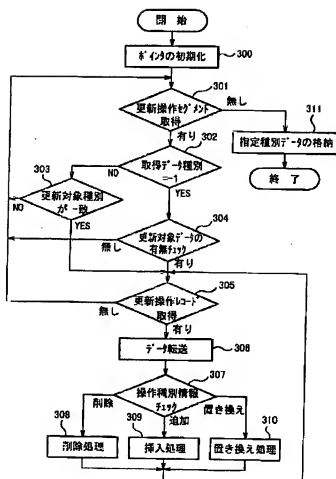 開 始
ポインタの初期化
300
301
更新操作セグメント
取得
無し
有り
302
311
指定種別データの格納
303
NO
取得データ種別
=-1
終 了
更新対象種別
が一致
YES
304
NO
YES
更新対象データの
有無チェック
無し
有り
305
更新操作レコード
取得
無し
有り
データ転送
306
307
操作種別情報
チェック
削除
追加
置き換え
308
309
310
削除処理
挿入処理
置き換え処理